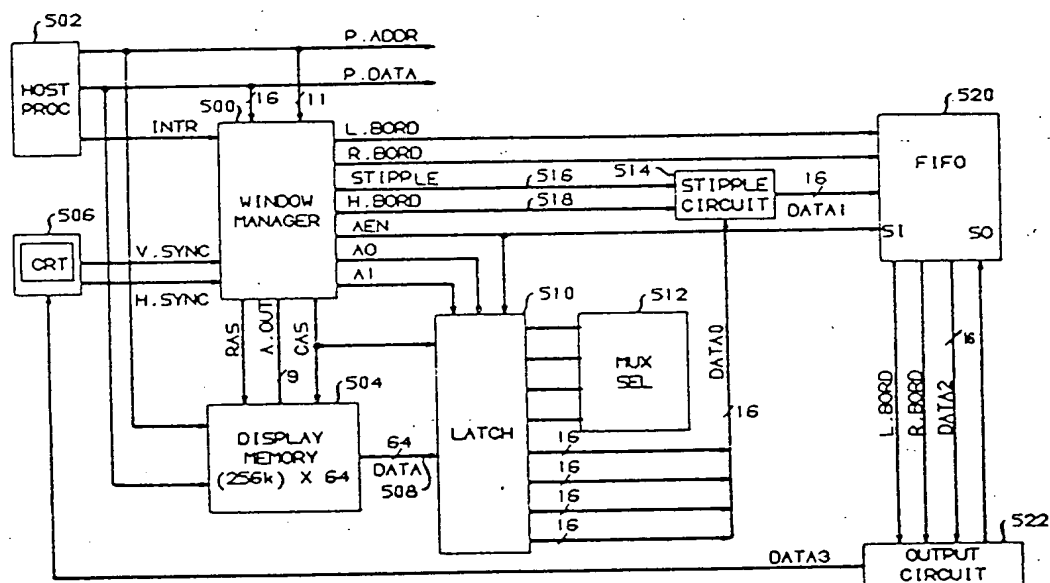 502
P.ADDR
HOST
PROC
P.DATA
16
11
500
INTR
L.BORD
R.BORD
STIPPLE
516
H.BORD
518
AEN
A0
A1
WINDOW
MANAGER
514
STIPPLE
CIRCUIT
16
DATA1
520
FIFO
SI
SO
506
CRT
V.SYNC
H.SYNC
RAS
A.OUT
CAS
9
504
DISPLAY
MEMORY
(256k) X 64
64
DATA
508
510
LATCH
512
MUX
SEL
16
16
16
16
DATA0
16
L.BORD
R.BORD
DATA2
16
522
OUTPUT
CIRCUIT
DATA3